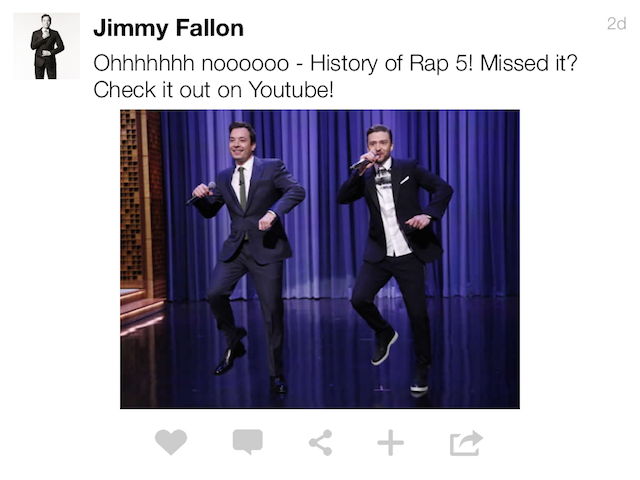 Jimmy Fallon
2d
Ohhhhhhh noooooo - History of Rap 5! Missed it?
Check it out on Youtube!